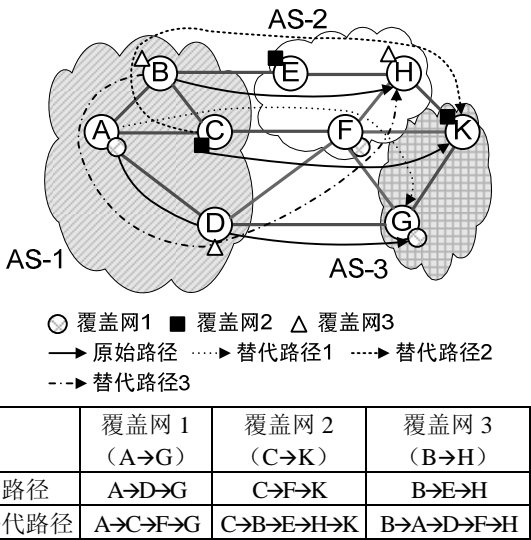 AS-2
B
E
H
A
C
F
K
D
G
AS-1
AS-3
覆盖网1 覆盖网2 覆盖网3
原始路径 替代路径1 替代路径2
替代路径3
覆盖网 1 覆盖网 2 覆盖网 3
（A→G） （C→K） （B→H）
路径 A→D→G C→F→K B→E→H
代路径 A→C→F→G C→B→E→H→K B→A→D→F→H